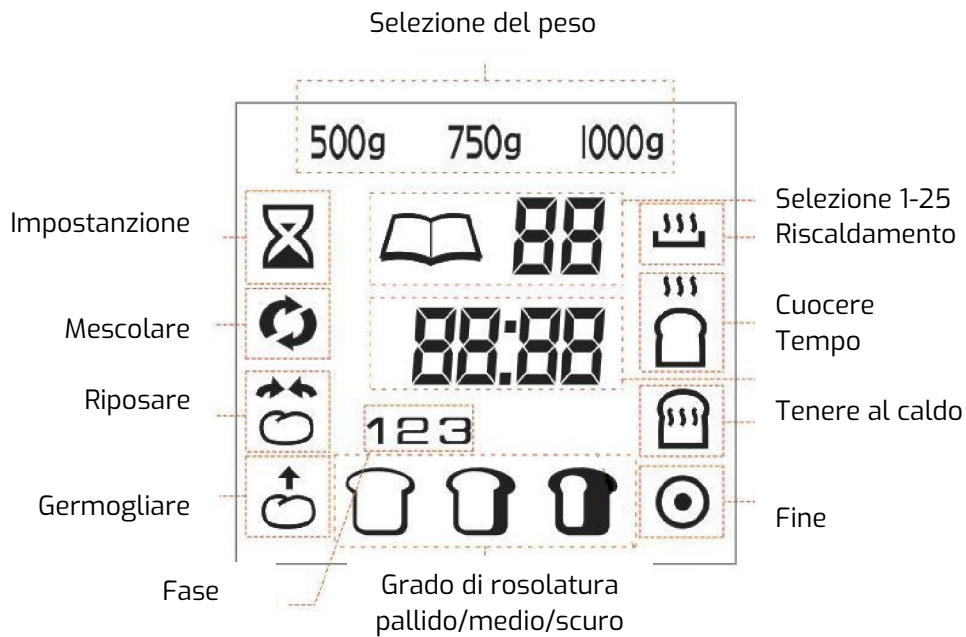 Selezione del peso
500g 750g 1000g
Impostanzione
Mescolare
Riposare
Germogliare
Fase
88
88:88
123
Selezione 1-25
Riscaldamento
Cuocere
Tempo
Tenere al caldo
Fine
Grado di rosolatura
pallido/medio/scuro